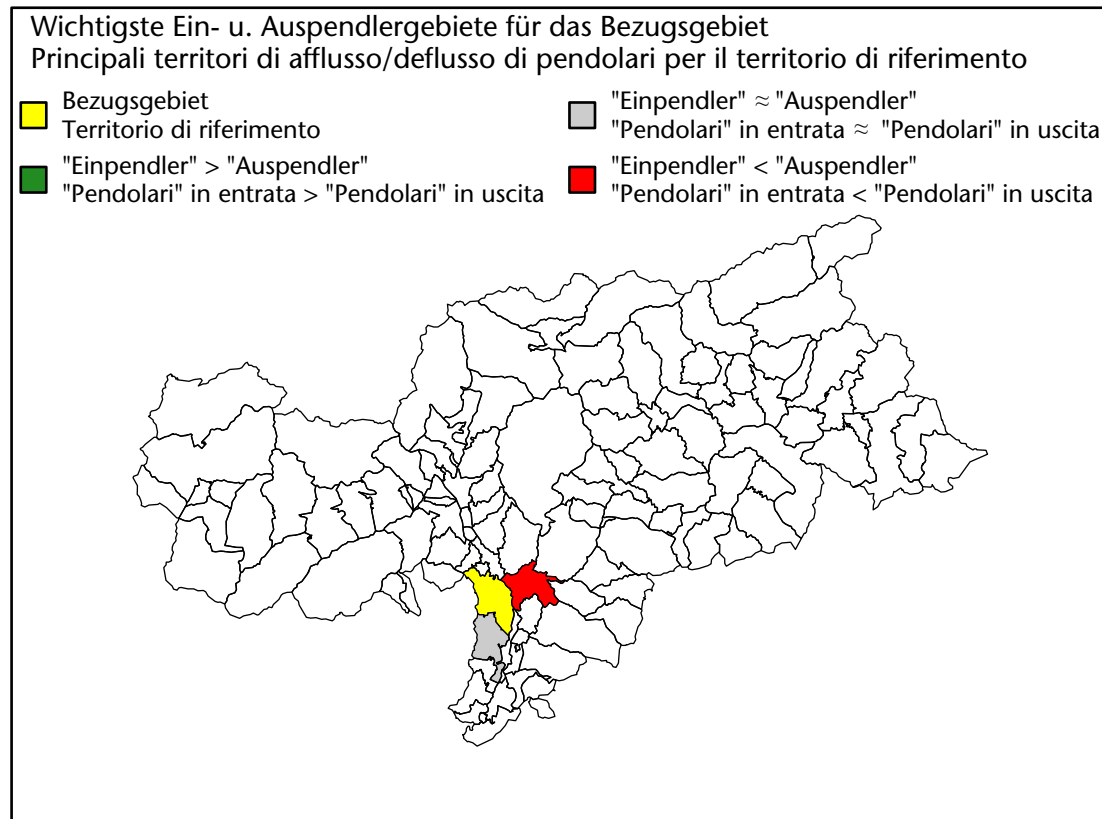 Wichtigste Ein- u. Auspendlergebiete für das Bezugsgebiet
Principali territori di afflusso/deflusso di pendolari per il territorio di riferimento
Bezugsgebiet
Territorio di riferimento
"Einpendler" > "Auspendler"
"Pendolari" in entrata > "Pendolari" in uscita
"Einpendler" ≈ "Auspendler"
"Pendolari" in entrata ≈ "Pendolari" in uscita
"Einpendler" < "Auspendler"
"Pendolari" in entrata < "Pendolari" in uscita